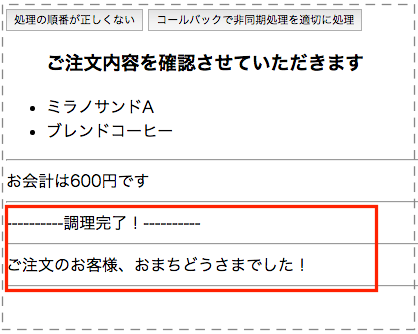 処理の順番が正しくない コールバックで非同期処理を適切に処理
ご注文内容を確認させていただきます
• ミラノサンドA
• ブレンドコーヒー
お会計は600円です
----------調理完了！----------
ご注文のお客様、おまちどうさまでした！